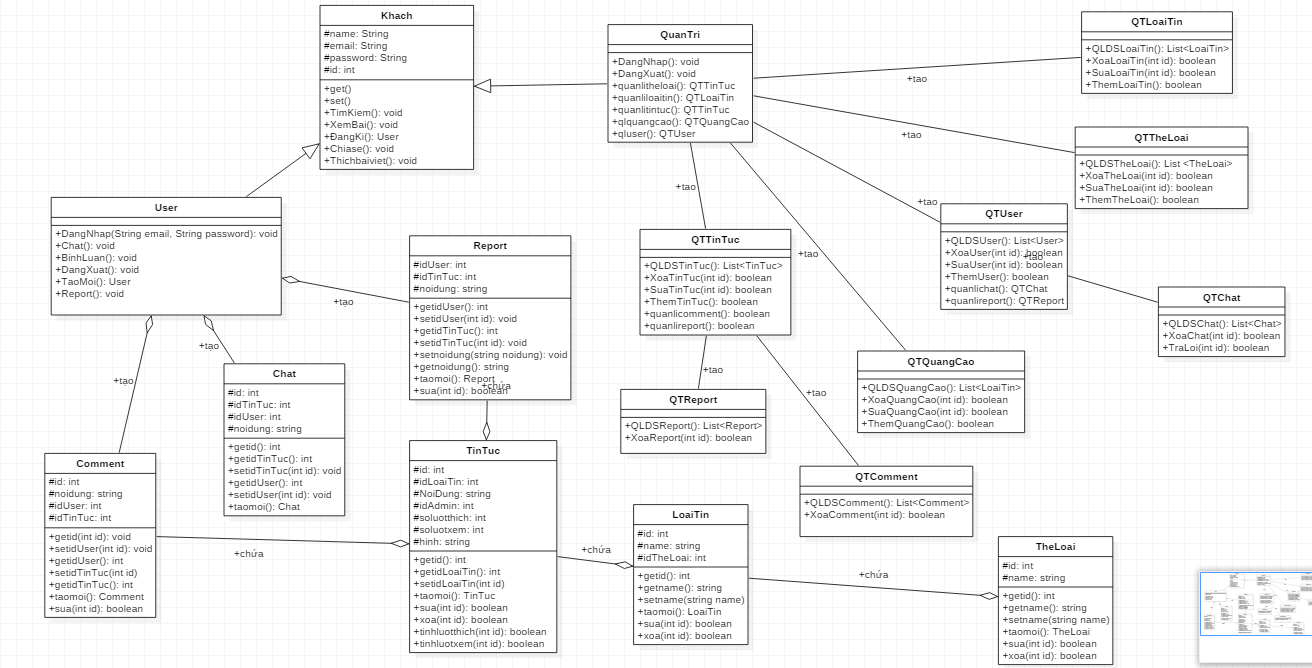 Khach
#name: String
#email: String
#password: String
#id: int
+get()
+set()
+TimKiem(): void
+XemBai(): void
+ĐangKi(): User
+Chiase(): void
+Thichbaiviet(): void
QuanTri
+DangNhap(): void
+DangXuat(): void
+quanlitheloai(): QTTinTuc
+quanliloaitin(): QTLoaiTin
+quanlitintuc(): QTTinTuc
+qlquangcao(): QTQuangCao
+qluser(): QTUser
QTLoaiTin
+QLDSLoaiTin(): List<LoaiTin>
+XoaLoaiTin(int id): boolean
+SuaLoaiTin(int id): boolean
+ThemLoaiTin(): boolean
+tao
QTTheLoai
+QLDSTheLoai(): List <TheLoai>
+XoaTheLoai(int id): boolean
+SuaTheLoai(int id): boolean
+ThemTheLoai(): boolean
+tao
User
+DangNhap(String email, String password): void
+Chat(): void
+BinhLuan(): void
+DangXuat(): void
+TaoMoi(): User
+Report(): void
Report
#idUser: int
#idTinTuc: int
#noidung: string
+getidUser(): int
+setidUser(int id): void
+getidTinTuc(): int
+setidTinTuc(int id): void
+setnoidung(string noidung): void
+getnoidung(): string
+taomoi(): Report
+sua(int id): boolean
+chứa
+tạo
+tao
QTTinTuc
+QLDSTinTuc(): List<TinTuc>
+XoaTinTuc(int id): boolean
+SuaTinTuc(int id): boolean
+ThemTinTuc(): boolean
+quanlicomment(): boolean
+quanlireport(): boolean
+tao
+tao
QTUser
+QLDSUser(): List<User>
+XoaUser(int id): boolean
+SuaUser(int id): boolean
+ThemUser(): boolean
+quanlichat(): QTChat
+quanlireport(): QTReport
+tao
QTChat
+QLDSChat(): List<Chat>
+XoaChat(int id): boolean
+TraLoi(int id): boolean
+tạo
+tạo
Chat
#id: int
#idTinTuc: int
#idUser: int
#noidung: string
+getid(): int
+getidTinTuc(): int
+setidTinTuc(int id): void
+getidUser(): int
+setidUser(int id): void
+taomoi(): Chat
+tao
QTReport
+QLDSReport(): List<Report>
+XoaReport(int id): boolean
+tao
QTQuangCao
+QLDSQuangCao(): List<LoaiTin>
+XoaQuangCao(int id): boolean
+SuaQuangCao(int id): boolean
+ThemQuangCao(): boolean
Comment
#id: int
#noidung: string
#idUser: int
#idTinTuc: int
+getid(int id): void
+setidUser(int id): void
+getidUser(): int
+setidTinTuc(int id)
+getidTinTuc(): int
+taomoi(): Comment
+sua(int id): boolean
+chứa
TinTuc
#id: int
#idLoaiTin: int
#NoiDung: string
#idAdmin: int
#soluotthich: int
#soluotxem: int
#hinh: string
+getid(): int
+getidLoaiTin(): int
+setidLoaiTin(int id)
+taomoi(): TinTuc
+sua(int id): boolean
+xoa(int id): boolean
+tinhluotthich(int id): boolean
+tinhluotxem(int id): boolean
+chứa
LoaiTin
#id: int
#name: string
#idTheLoai: int
+getid(): int
+getname(): string
+setname(string name)
+taomoi(): LoaiTin
+sua(int id): boolean
+xoa(int id): boolean
QTComment
+QLDSComment(): List<Comment>
+XoaComment(int id): boolean
+chứa
TheLoai
#id: int
#name: string
+getid(): int
+getname(): string
+setname(string name)
+taomoi(): TheLoai
+sua(int id): boolean
+xoa(int id): boolean